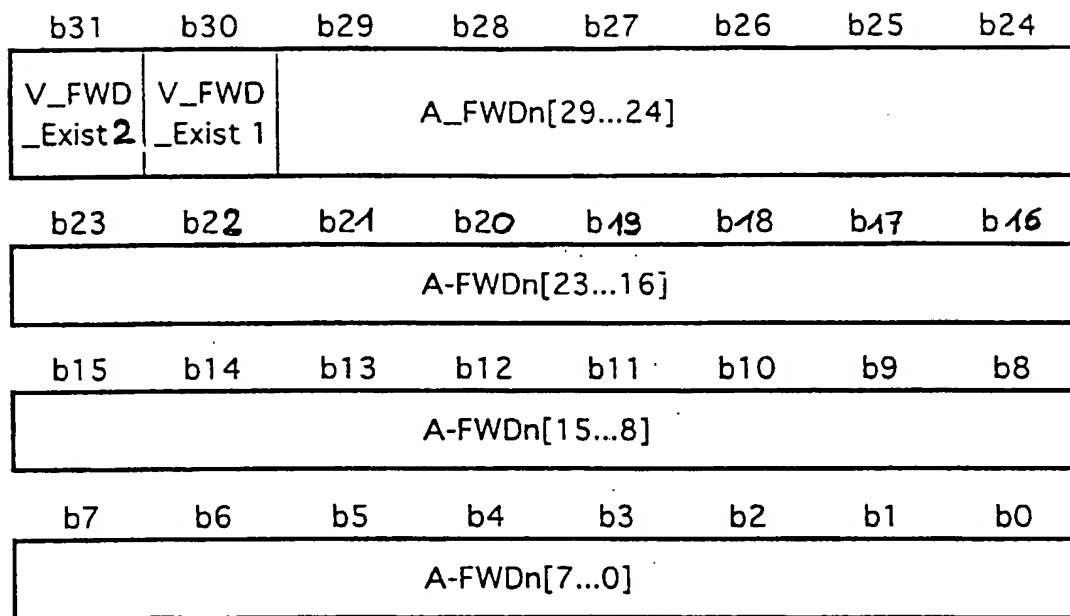 b31 b30 b29 b28 b27 b26 b25 b24
V_FWD V_FWD
_Exist 2 _Exist 1 A_FWDn[29...24]
b23 b22 b21 b20 b19 b18 b17 b16
A-FWDn[23...16]
b15 b14 b13 b12 b11 b10 b9 b8
A-FWDn[15...8]
b7 b6 b5 b4 b3 b2 b1 b0
A-FWDn[7...0]